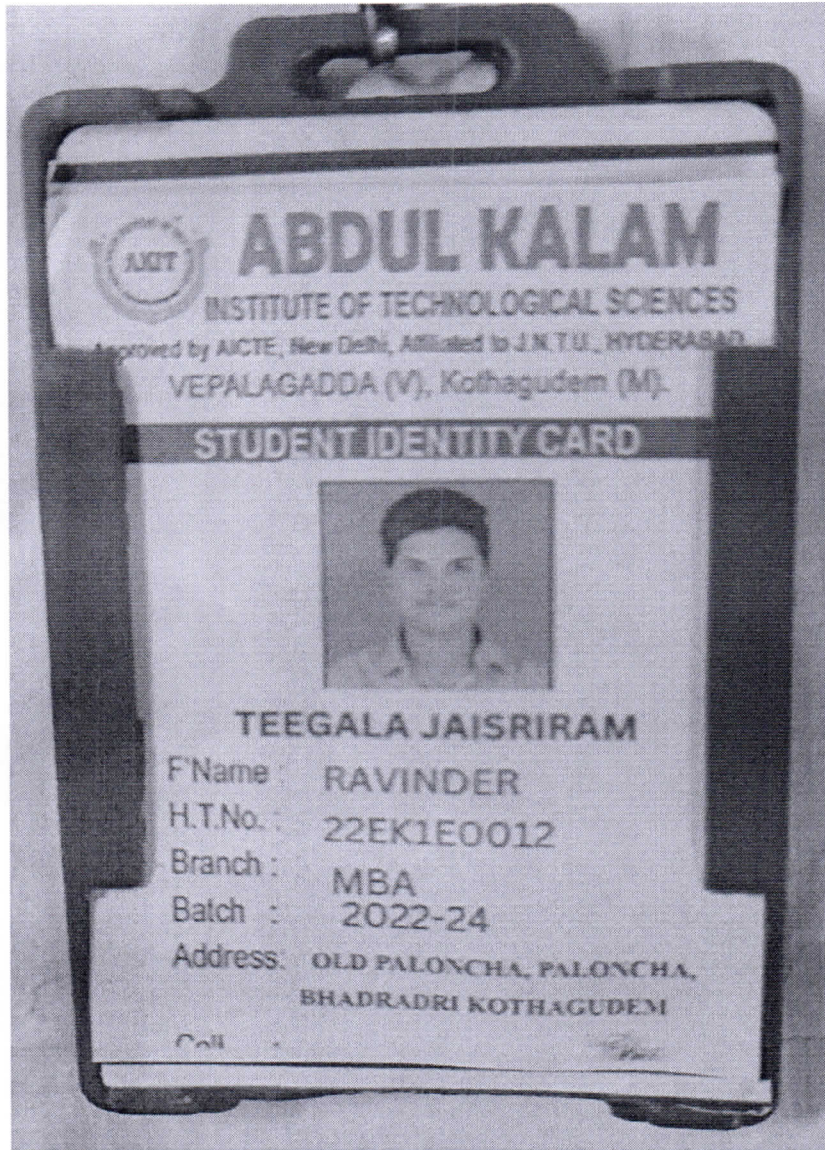 AKIT
ABDUL KALAM
INSTITUTE OF TECHNOLOGICAL SCIENCES
Approved by AICTE, New Delhi, Affiliated to J.N.T.U., HYDERABAD
VEPALAGADDA (V), Kothagudem (M).
STUDENT IDENTITY CARD
TEEGALA JAISRIRAM
F'Name : RAVINDER
H.T.No. : 22EK1E0012
Branch : MBA
Batch : 2022-24
Address: OLD PALONCHA, PALONCHA,
BHADRADRI KOTHAGUDEM
Cell :